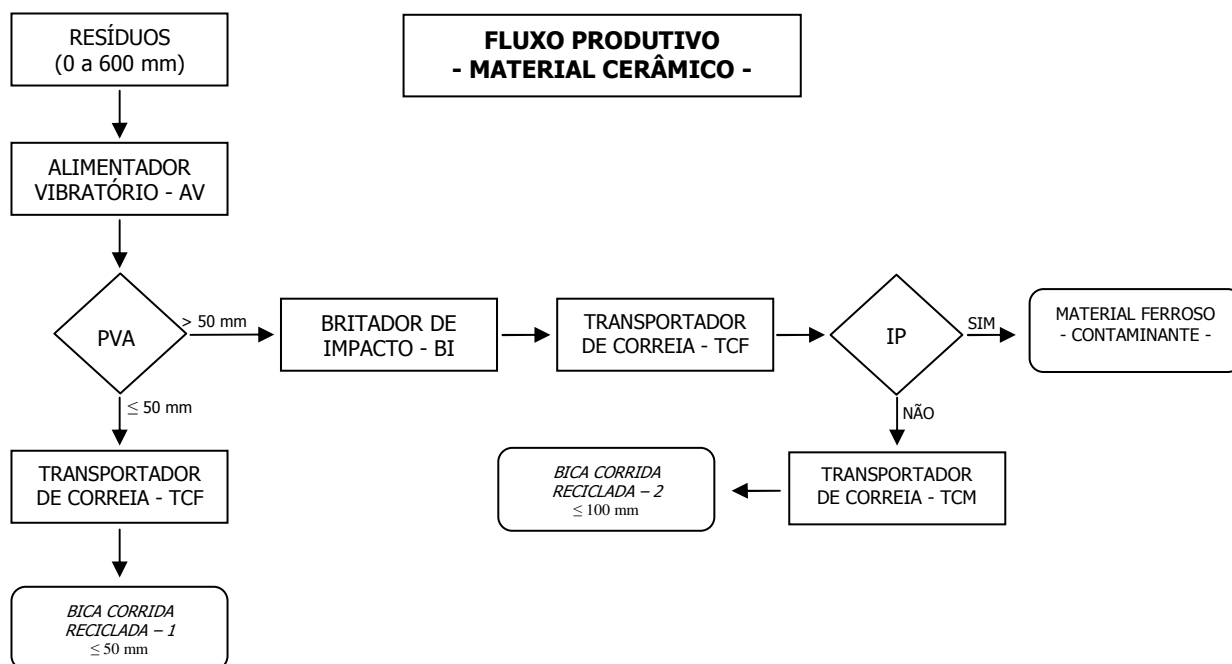 RESÍDUOS
(0 a 600 mm)
FLUXO PRODUTIVO
- MATERIAL CERÂMICO -
ALIMENTADOR
VIBRATÓRIO - AV
PVA
> 50 mm
BRITADOR DE
IMPACTO - BI
TRANSPORTADOR
DE CORREIA - TCF
IP
SIM
MATERIAL FERROSO
- CONTAMINANTE -
≤ 50 mm
NÃO
TRANSPORTADOR
DE CORREIA - TCF
BICA CORRIDA
RECICLADA – 2
≤ 100 mm
TRANSPORTADOR
DE CORREIA - TCM
BICA CORRIDA
RECICLADA – 1
≤ 50 mm